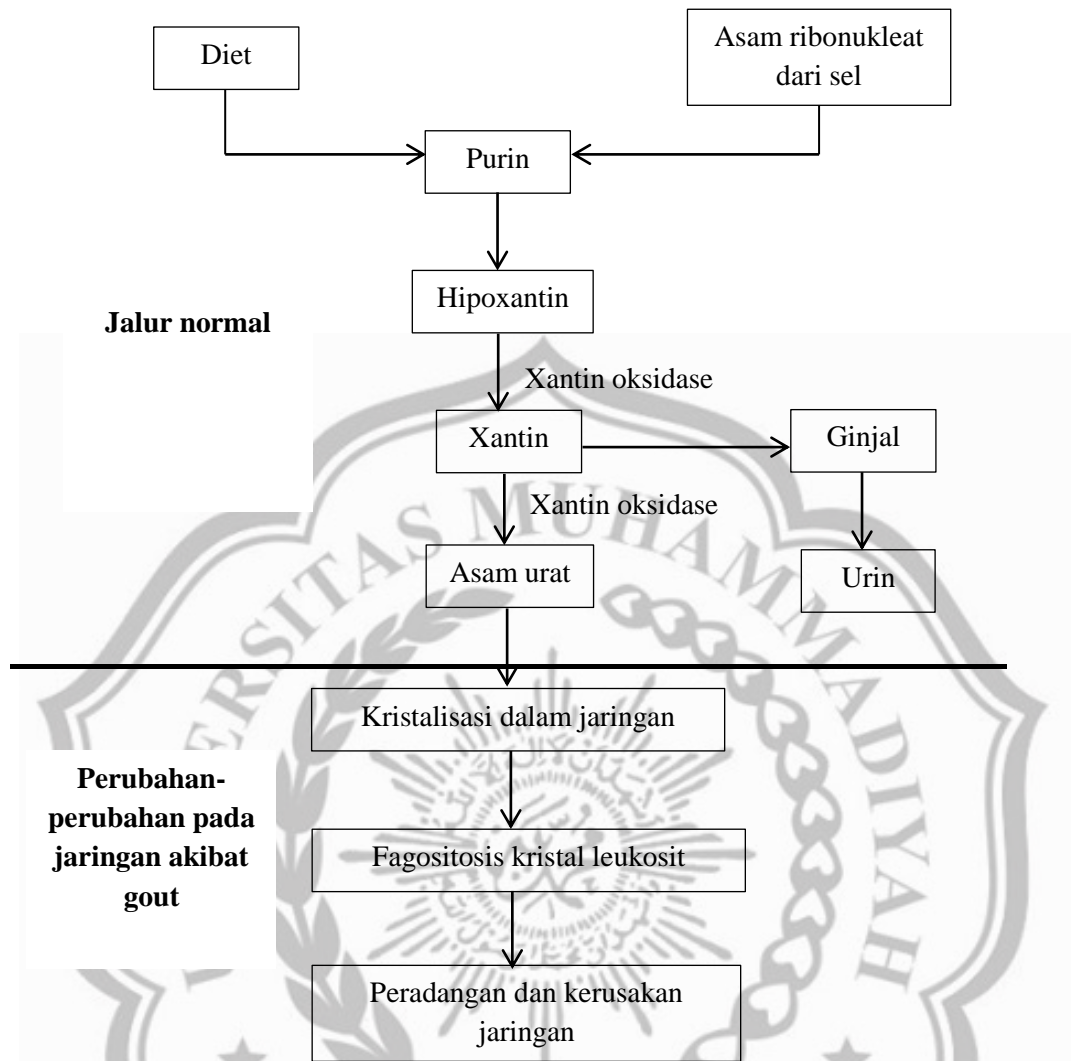 Diet
Asam ribonukleat
dari sel
Purin
Hipoxantin
Jalur normal
Xantin oksidase
Xantin
Ginjal
Xantin oksidase
Asam urat
Urin
Kristalisasi dalam jaringan
Perubahan-
perubahan pada
jaringan akibat
gout
Fagositosis kristal leukosit
Peradangan dan kerusakan
jaringan
MUHAMMADIYAH